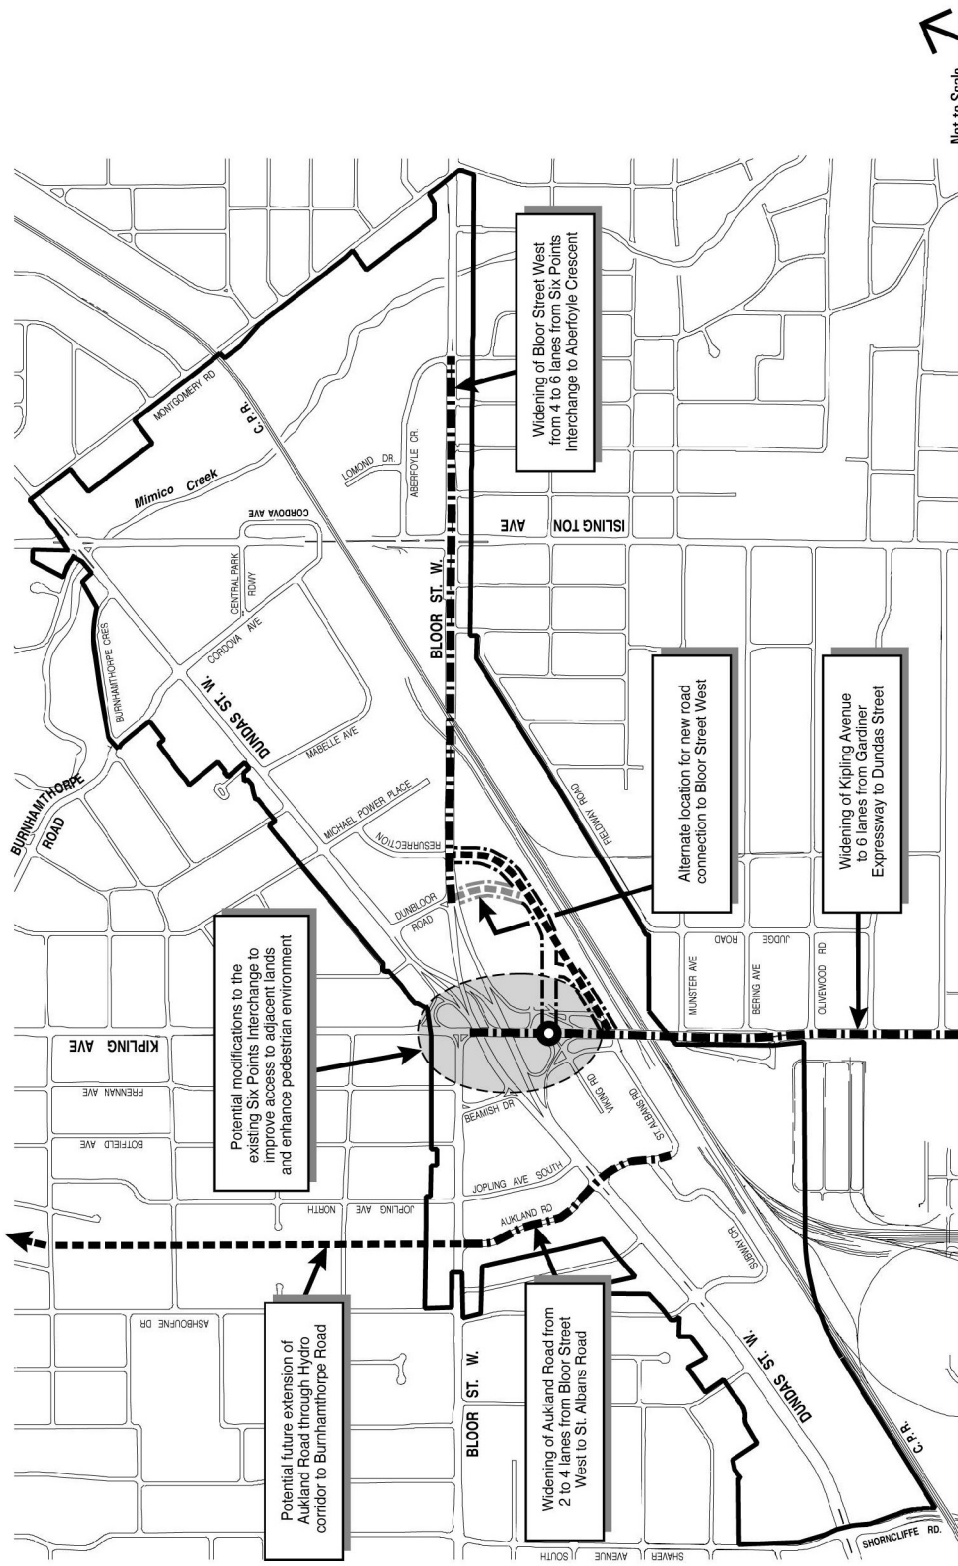 Not to Scale
MONTGOMERY RD
C.P.R.
Mimico Creek
LOMOND DR.
ABERFOYLE CR.
Widening of Bloor Street West
from 4 to 6 lanes from Six Points
Interchange to Aberfoyle Crescent
CORDOVA AVE
ISLINGTON
AVE
CENTRAL PARK
RDWY
BURNHAMTHORPE CRES
CORDOVA AVE
BLOOR ST. W.
DUNDAS ST. W.
MABELLE AVE
BURNHAMTHORPE
ROAD
MICHAEL POWER PLACE
RESURRECTION
FIELDWAY ROAD
Alternate location for new road
connection to Bloor Street West
Widening of Kipling Avenue
to 6 lanes from Gardiner
Expressway to Dundas Street
DUNBLOOR
ROAD
Potential modifications to the
existing Six Points Interchange to
improve access to adjacent lands
and enhance pedestrian environment
MUNSTER AVE
JUDGE
ROAD
BERING AVE
OLIVEWOOD RD
KIPLING AVE
FRENNAN AVE
BOTFIELD AVE
BEAMISH DR
VIKING RD
ST. ALBANS RD
JOPLING AVE SOUTH
JOPLING AVE NORTH
AUKLAND RD
SUBWAY CR
ASHBOURNE DR
Potential future extension of
Aukland Road through Hydro
corridor to Burnhamthorpe Road
BLOOR ST. W.
Widening of Aukland Road from
2 to 4 lanes from Bloor Street
West to St. Albans Road
DUNDAS ST. W.
C.P.R.
SHORNCLIFFE RD.
SHAVER AVENUE SOUTH